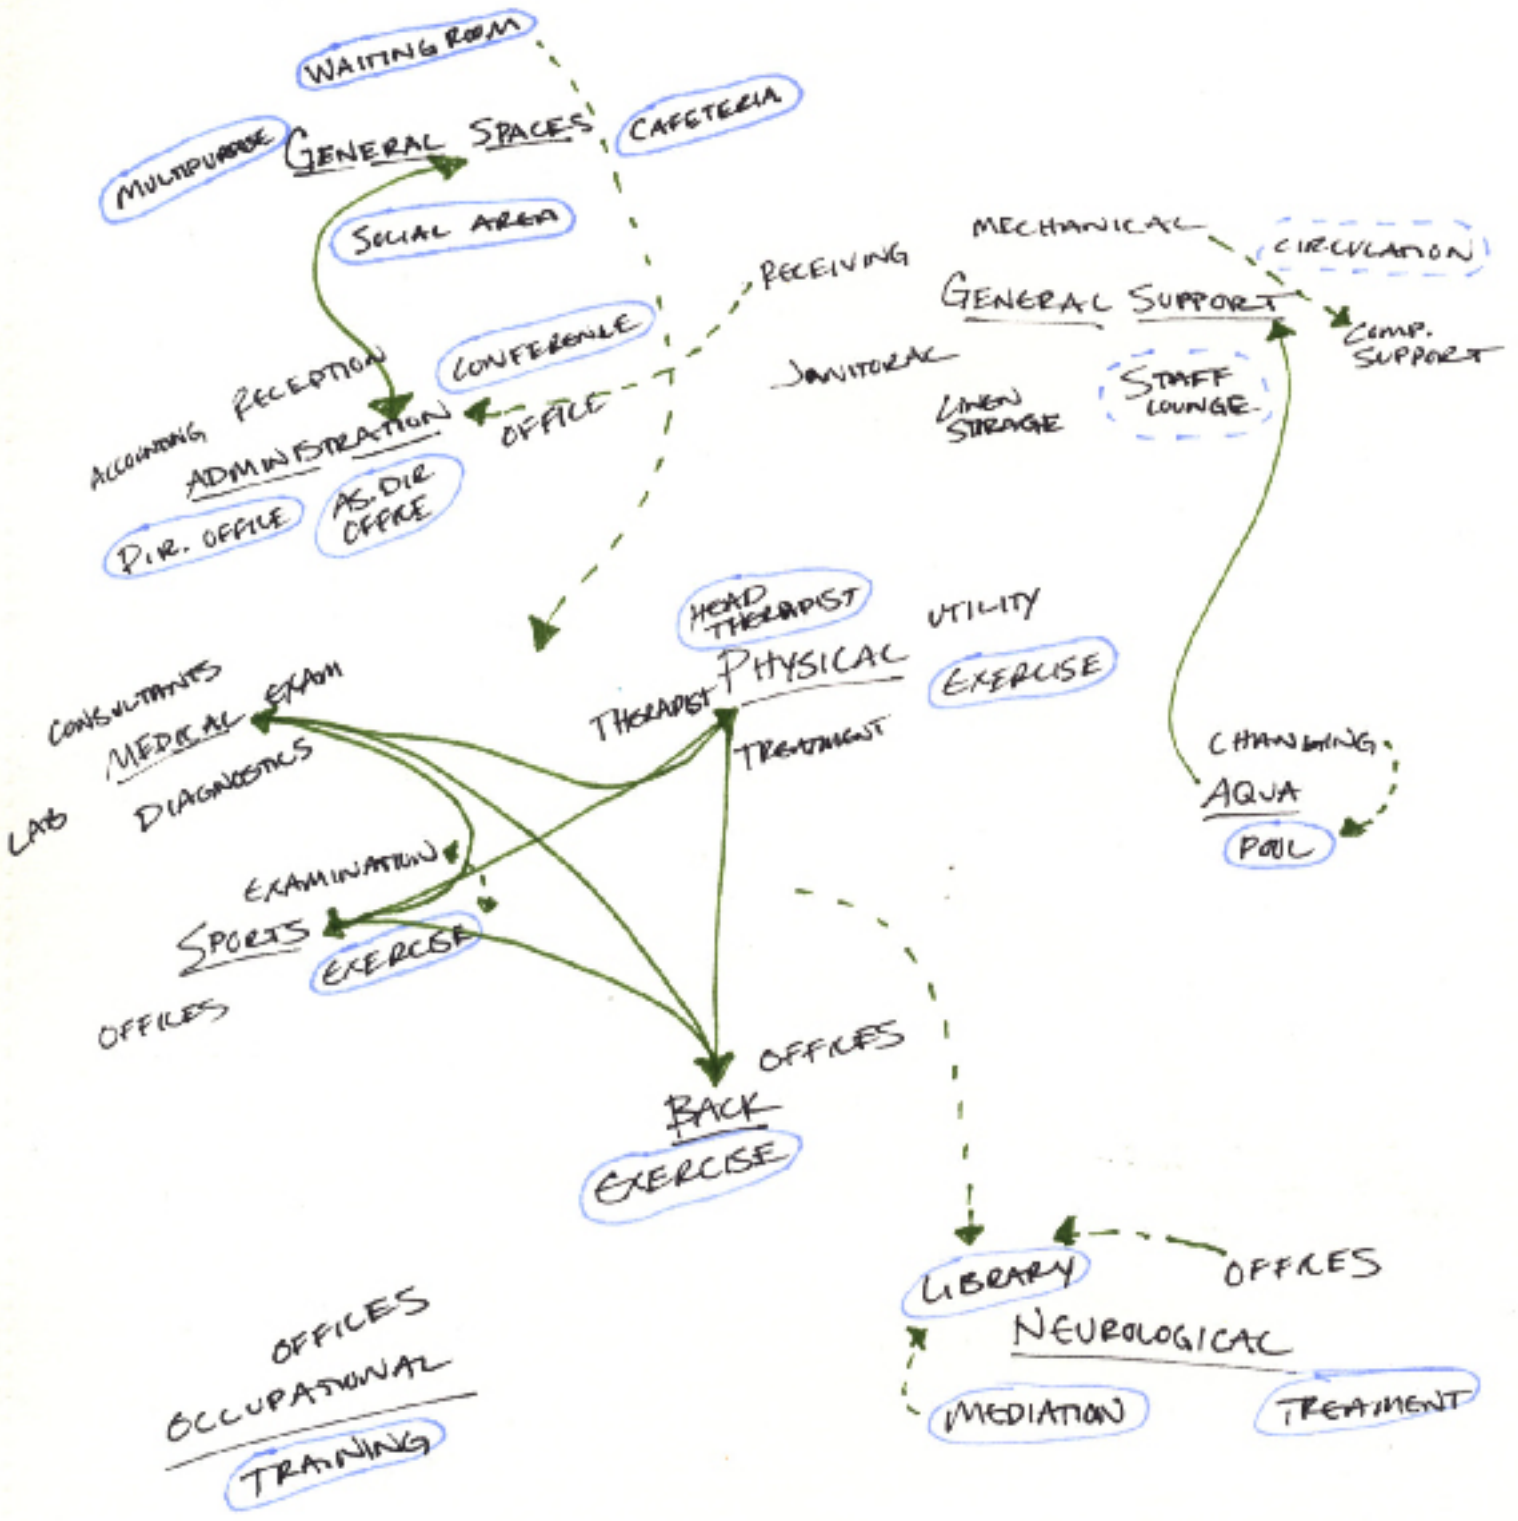 WAITING ROOM
MULTIPURPOSE
GENERAL SPACES
CAFETERIA
SOCIAL AREA
RECEIVING
MECHANICAL
CIRCULATION
GENERAL SUPPORT
COMP.
SUPPORT
CONFERENCE
JANITORAL
STAFF
LOUNGE
LINEN
STORAGE
ACCOUNTING
RECEPTION
ADMINISTRATION
OFFICE
DIR. OFFICE
AS. DIR
OFFICE
HEAD
THERAPIST
UTILITY
PHYSICAL
EXERCISE
THERAPIST
TREATMENT
CONSULTANTS
MEDICAL
EXAM
DIAGNOSTICS
LAB
CHANGING
AQUA
POOL
EXAMINATION
SPORTS
EXERCISE
OFFICES
OFFICES
BACK
EXERCISE
LIBRARY
OFFICES
NEUROLOGICAL
MEDIATION
TREATMENT
OFFICES
OCCUPATIONAL
TRAINING